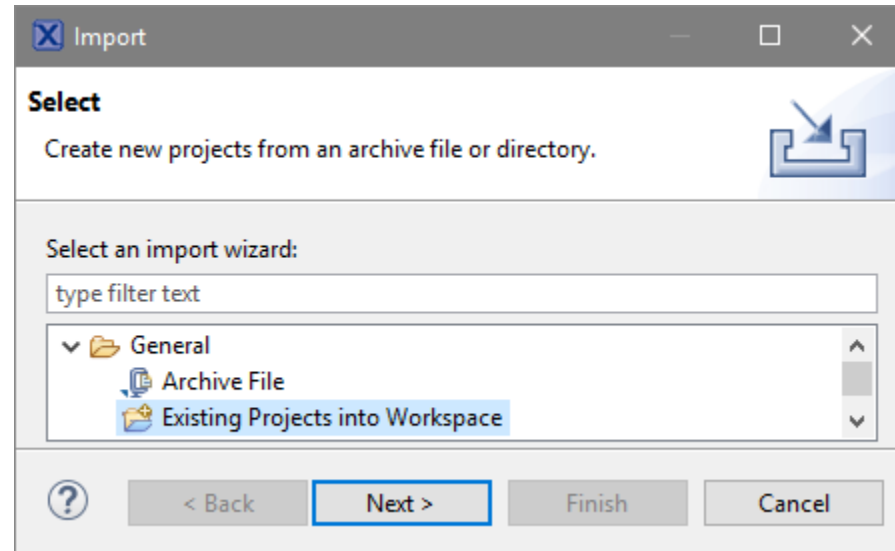 Import
Select
Create new projects from an archive file or directory.
Select an import wizard:
type filter text
General
Archive File
Existing Projects into Workspace
? < Back Next > Finish Cancel